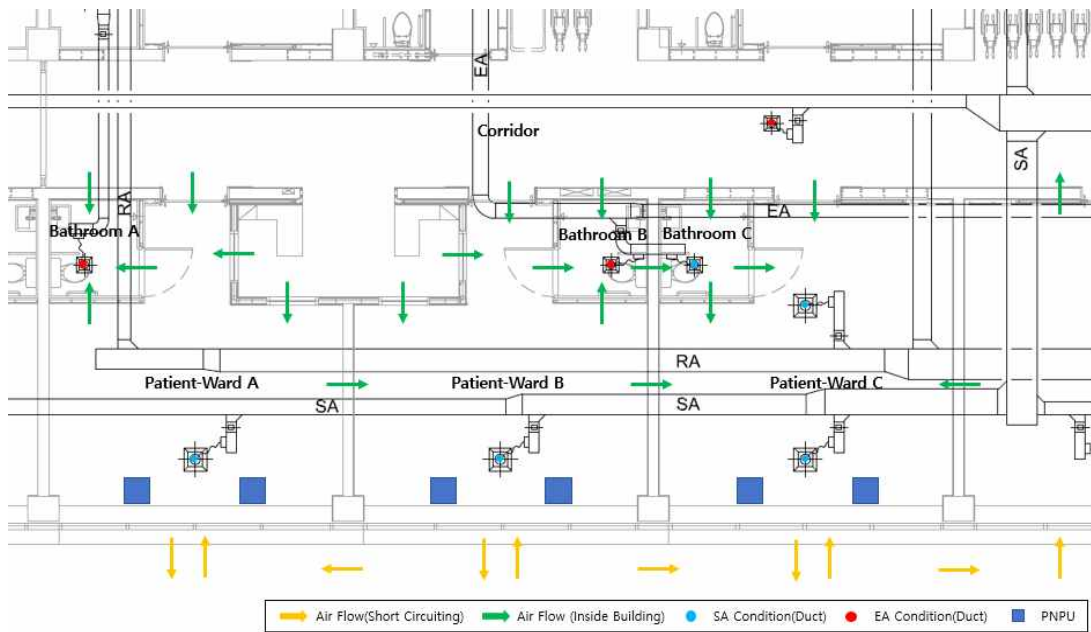 EA
Corridor
SA
RA
Bathroom A
Bathroom B
Bathroom C
EA
RA
Patient-Ward A
Patient-Ward B
Patient-Ward C
SA
SA
Air Flow(Short Circuiting)
Air Flow (Inside Building)
SA Condition(Duct)
EA Condition(Duct)
PNPU